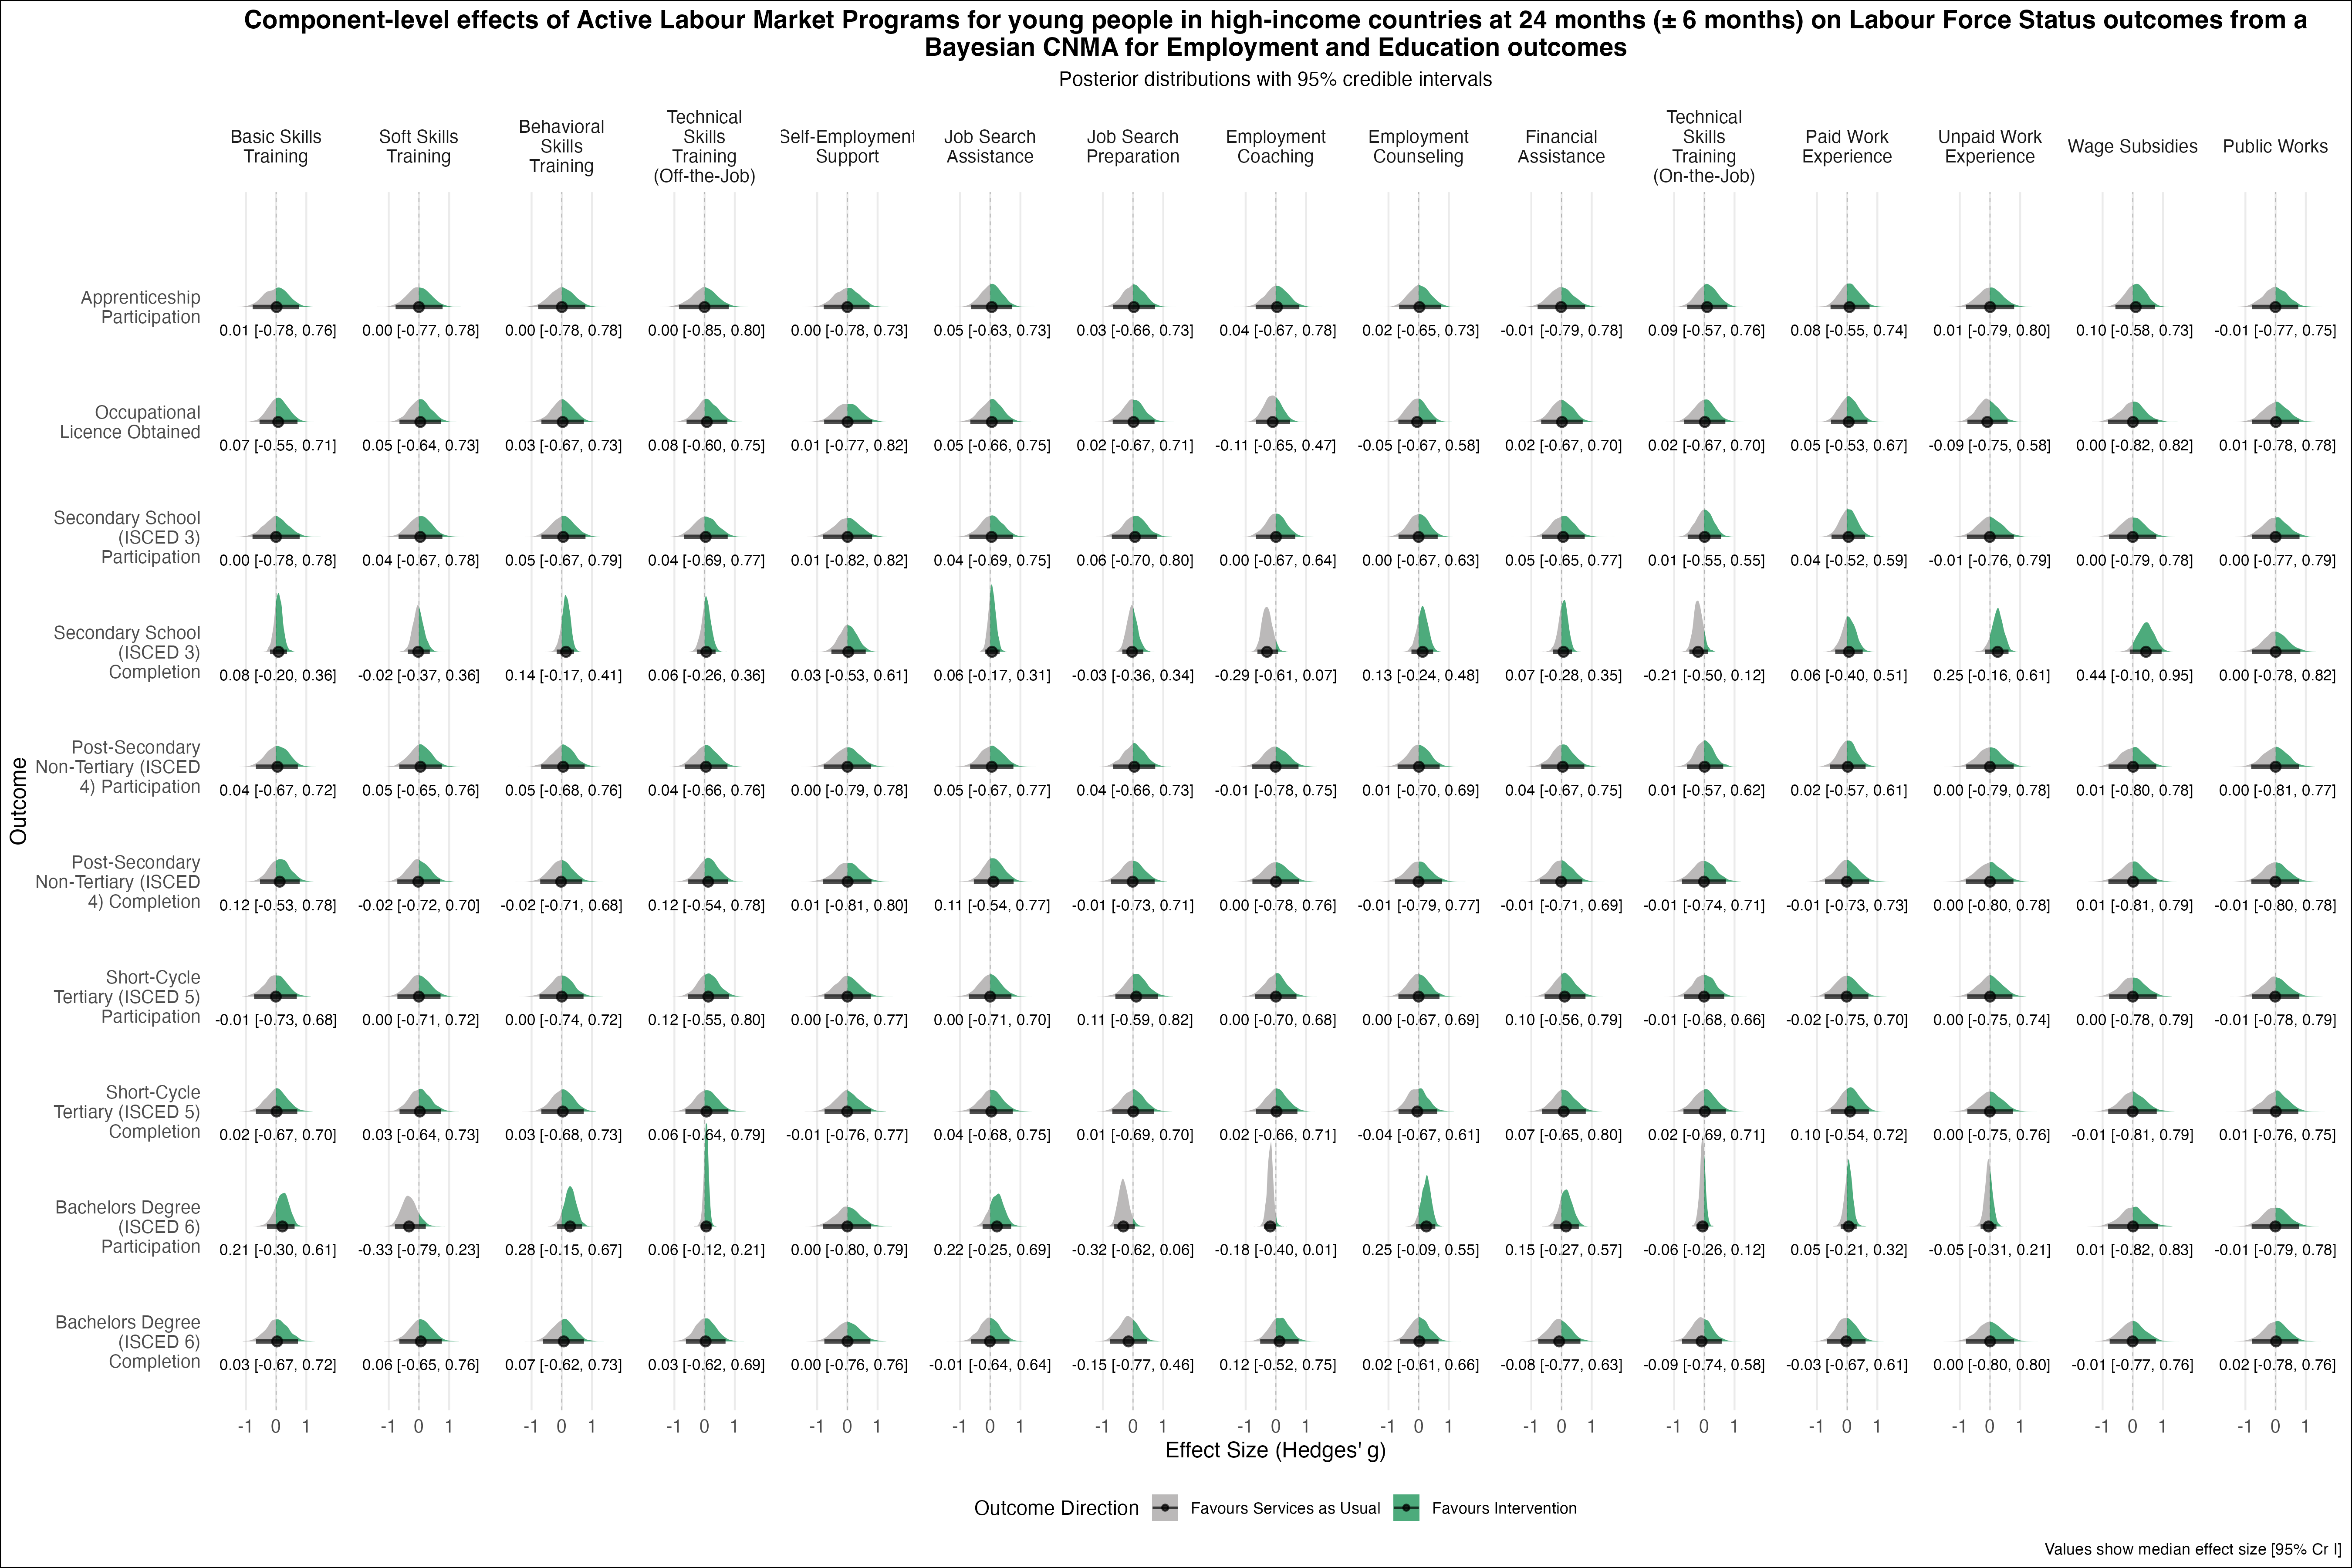 Component-level effects of Active Labour Market Programs for young people in high-income countries at 24 months (± 6 months) on Labour Force Status outcomes from a
Bayesian CNMA for Employment and Education outcomes
Posterior distributions with 95% credible intervals
Basic Skills
Training
Soft Skills
Training
Behavioral
Skills
Training
Technical
Skills
Training
(Off-the-Job)
Self-Employment
Support
Job Search
Assistance
Job Search
Preparation
Employment
Coaching
Employment
Counseling
Financial
Assistance
Technical
Skills
Training
(On-the-Job)
Paid Work
Experience
Unpaid Work
Experience
Wage Subsidies
Public Works
Outcome
Apprenticeship
Participation
0.01 [-0.78, 0.76] 0.00 [-0.77, 0.78] 0.00 [-0.78, 0.78] 0.00 [-0.85, 0.80] 0.00 [-0.78, 0.73] 0.05 [-0.63, 0.73] 0.03 [-0.66, 0.73] 0.04 [-0.67, 0.78] 0.02 [-0.65, 0.73] -0.01 [-0.79, 0.78] 0.09 [-0.57, 0.76] 0.08 [-0.55, 0.74] 0.01 [-0.79, 0.80] 0.10 [-0.58, 0.73] -0.01 [-0.77, 0.75]
Occupational
Licence Obtained
0.07 [-0.55, 0.71] 0.05 [-0.64, 0.73] 0.03 [-0.67, 0.73] 0.08 [-0.60, 0.75] 0.01 [-0.77, 0.82] 0.05 [-0.66, 0.75] 0.02 [-0.67, 0.71] -0.11 [-0.65, 0.47] -0.05 [-0.67, 0.58] 0.02 [-0.67, 0.70] 0.02 [-0.67, 0.70] 0.05 [-0.53, 0.67] -0.09 [-0.75, 0.58] 0.00 [-0.82, 0.82] 0.01 [-0.78, 0.78]
Secondary School
(ISCED 3)
Participation
0.00 [-0.78, 0.78] 0.04 [-0.67, 0.78] 0.05 [-0.67, 0.79] 0.04 [-0.69, 0.77] 0.01 [-0.82, 0.82] 0.04 [-0.69, 0.75] 0.06 [-0.70, 0.80] 0.00 [-0.67, 0.64] 0.00 [-0.67, 0.63] 0.05 [-0.65, 0.77] 0.01 [-0.55, 0.55] 0.04 [-0.52, 0.59] -0.01 [-0.76, 0.79] 0.00 [-0.79, 0.78] 0.00 [-0.77, 0.79]
Secondary School
(ISCED 3)
Completion
0.08 [-0.20, 0.36] -0.02 [-0.37, 0.36] 0.14 [-0.17, 0.41] 0.06 [-0.26, 0.36] 0.03 [-0.53, 0.61] 0.06 [-0.17, 0.31] -0.03 [-0.36, 0.34] -0.29 [-0.61, 0.07] 0.13 [-0.24, 0.48] 0.07 [-0.28, 0.35] -0.21 [-0.50, 0.12] 0.06 [-0.40, 0.51] 0.25 [-0.16, 0.61] 0.44 [-0.10, 0.95] 0.00 [-0.78, 0.82]
Post-Secondary
Non-Tertiary (ISCED
4) Participation
0.04 [-0.67, 0.72] 0.05 [-0.65, 0.76] 0.05 [-0.68, 0.76] 0.04 [-0.66, 0.76] 0.00 [-0.79, 0.78] 0.05 [-0.67, 0.77] 0.04 [-0.66, 0.73] -0.01 [-0.78, 0.75] 0.01 [-0.70, 0.69] 0.04 [-0.67, 0.75] 0.01 [-0.57, 0.62] 0.02 [-0.57, 0.61] 0.00 [-0.79, 0.78] 0.01 [-0.80, 0.78] 0.00 [-0.81, 0.77]
Post-Secondary
Non-Tertiary (ISCED
4) Completion
0.12 [-0.53, 0.78] -0.02 [-0.72, 0.70] -0.02 [-0.71, 0.68] 0.12 [-0.54, 0.78] 0.01 [-0.81, 0.80] 0.11 [-0.54, 0.77] -0.01 [-0.73, 0.71] 0.00 [-0.78, 0.76] -0.01 [-0.79, 0.77] -0.01 [-0.71, 0.69] -0.01 [-0.74, 0.71] -0.01 [-0.73, 0.73] 0.00 [-0.80, 0.78] 0.01 [-0.81, 0.79] -0.01 [-0.80, 0.78]
Short-Cycle
Tertiary (ISCED 5)
Participation
-0.01 [-0.73, 0.68] 0.00 [-0.71, 0.72] 0.00 [-0.74, 0.72] 0.12 [-0.55, 0.80] 0.00 [-0.76, 0.77] 0.00 [-0.71, 0.70] 0.11 [-0.59, 0.82] 0.00 [-0.70, 0.68] 0.00 [-0.67, 0.69] 0.10 [-0.56, 0.79] -0.01 [-0.68, 0.66] -0.02 [-0.75, 0.70] 0.00 [-0.75, 0.74] 0.00 [-0.78, 0.79] -0.01 [-0.78, 0.79]
Short-Cycle
Tertiary (ISCED 5)
Completion
0.02 [-0.67, 0.70] 0.03 [-0.64, 0.73] 0.03 [-0.68, 0.73] 0.06 [-0.64, 0.79] -0.01 [-0.76, 0.77] 0.04 [-0.68, 0.75] 0.01 [-0.69, 0.70] 0.02 [-0.66, 0.71] -0.04 [-0.67, 0.61] 0.07 [-0.65, 0.80] 0.02 [-0.69, 0.71] 0.10 [-0.54, 0.72] 0.00 [-0.75, 0.76] -0.01 [-0.81, 0.79] 0.01 [-0.76, 0.75]
Bachelors Degree
(ISCED 6)
Participation
0.21 [-0.30, 0.61] -0.33 [-0.79, 0.23] 0.28 [-0.15, 0.67] 0.06 [-0.12, 0.21] 0.00 [-0.80, 0.79] 0.22 [-0.25, 0.69] -0.32 [-0.62, 0.06] -0.18 [-0.40, 0.01] 0.25 [-0.09, 0.55] 0.15 [-0.27, 0.57] -0.06 [-0.26, 0.12] 0.05 [-0.21, 0.32] -0.05 [-0.31, 0.21] 0.01 [-0.82, 0.83] -0.01 [-0.79, 0.78]
Bachelors Degree
(ISCED 6)
Completion
0.03 [-0.67, 0.72] 0.06 [-0.65, 0.76] 0.07 [-0.62, 0.73] 0.03 [-0.62, 0.69] 0.00 [-0.76, 0.76] -0.01 [-0.64, 0.64] -0.15 [-0.77, 0.46] 0.12 [-0.52, 0.75] 0.02 [-0.61, 0.66] -0.08 [-0.77, 0.63] -0.09 [-0.74, 0.58] -0.03 [-0.67, 0.61] 0.00 [-0.80, 0.80] -0.01 [-0.77, 0.76] 0.02 [-0.78, 0.76]
-1 0 1 -1 0 1 -1 0 1 -1 0 1 -1 0 1 -1 0 1 -1 0 1 -1 0 1 -1 0 1 -1 0 1 -1 0 1 -1 0 1 -1 0 1 -1 0 1 -1 0 1
Effect Size (Hedges' g)
Outcome Direction Favours Services as Usual Favours Intervention
Values show median effect size [95% Cr I]